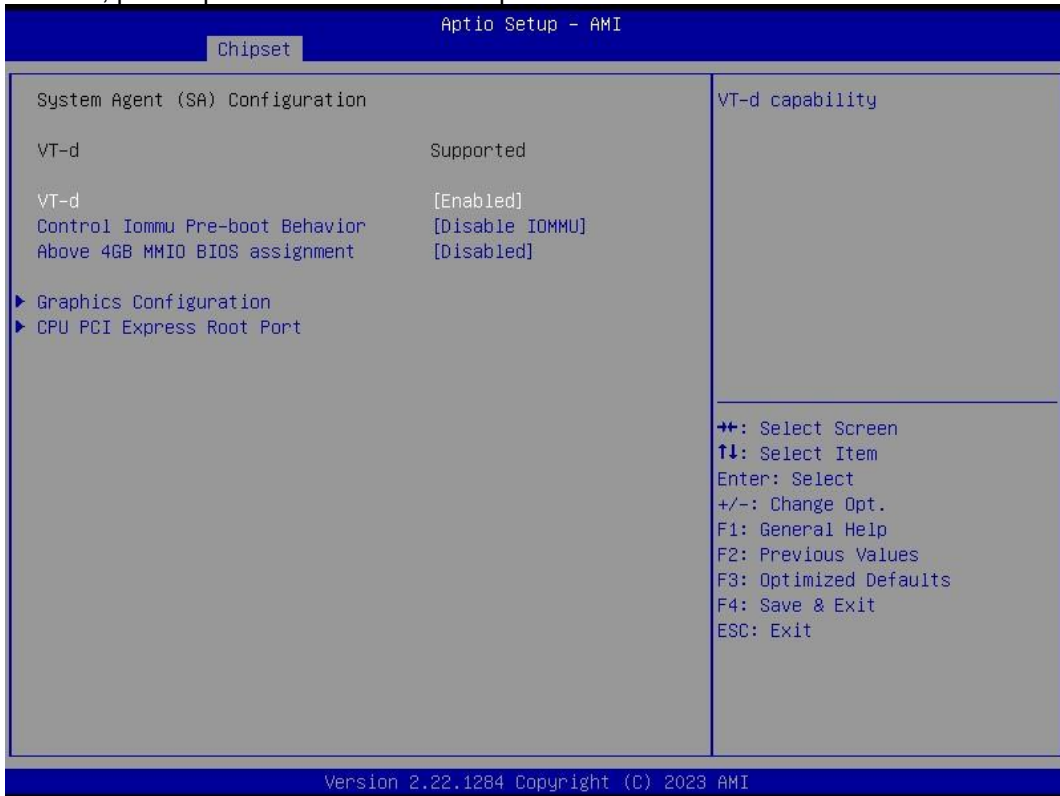 Aptio Setup - AMI
Chipset
System Agent (SA) Configuration
VT-d Supported
VT-d [Enabled]
Control Iommu Pre-boot Behavior [Disable IOMMU]
Above 4GB MMIO BIOS assignment [Disabled]
▶ Graphics Configuration
▶ CPU PCI Express Root Port
VT-d capability
→←: Select Screen
↑↓: Select Item
Enter: Select
+/-: Change Opt.
F1: General Help
F2: Previous Values
F3: Optimized Defaults
F4: Save & Exit
ESC: Exit
Version 2.22.1284 Copyright (C) 2023 AMI